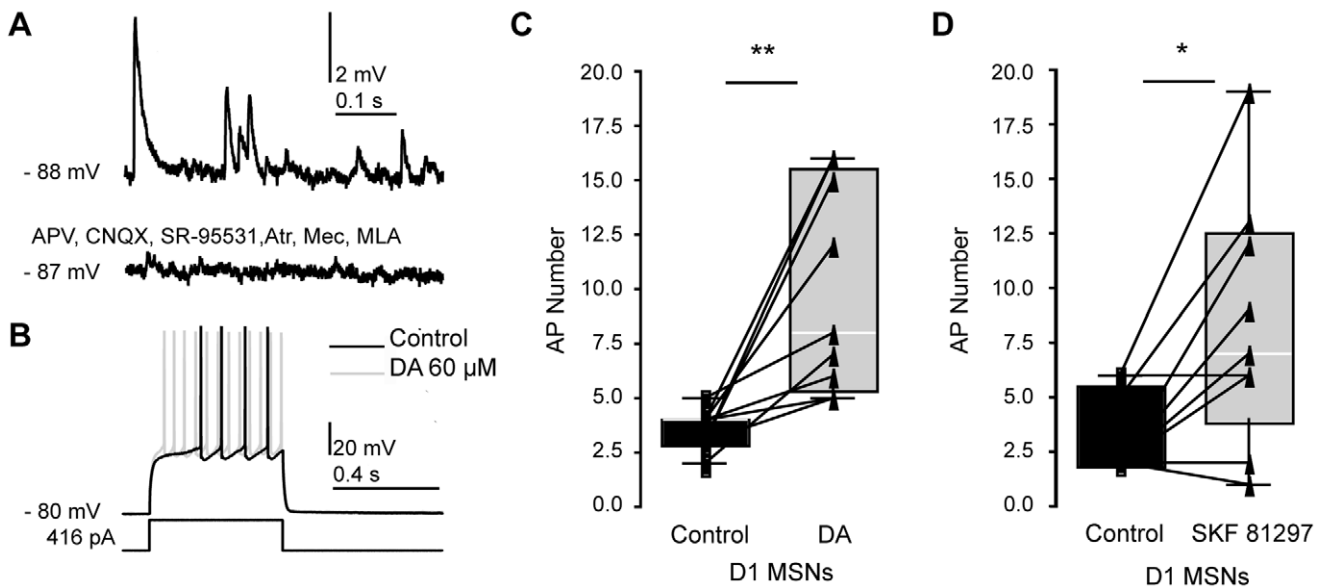 A
2 mV
0.1 s
- 88 mV
APV, CNQX, SR-95531,Atr, Mec, MLA
- 87 mV
B
Control
DA 60 µM
20 mV
0.4 s
- 80 mV
416 pA
C
**
20.0
17.5
15.0
12.5
10.0
7.5
5.0
2.5
0.0
AP Number
Control DA
D1 MSNs
D
*
20.0
17.5
15.0
12.5
10.0
7.5
5.0
2.5
0.0
AP Number
Control SKF 81297
D1 MSNs